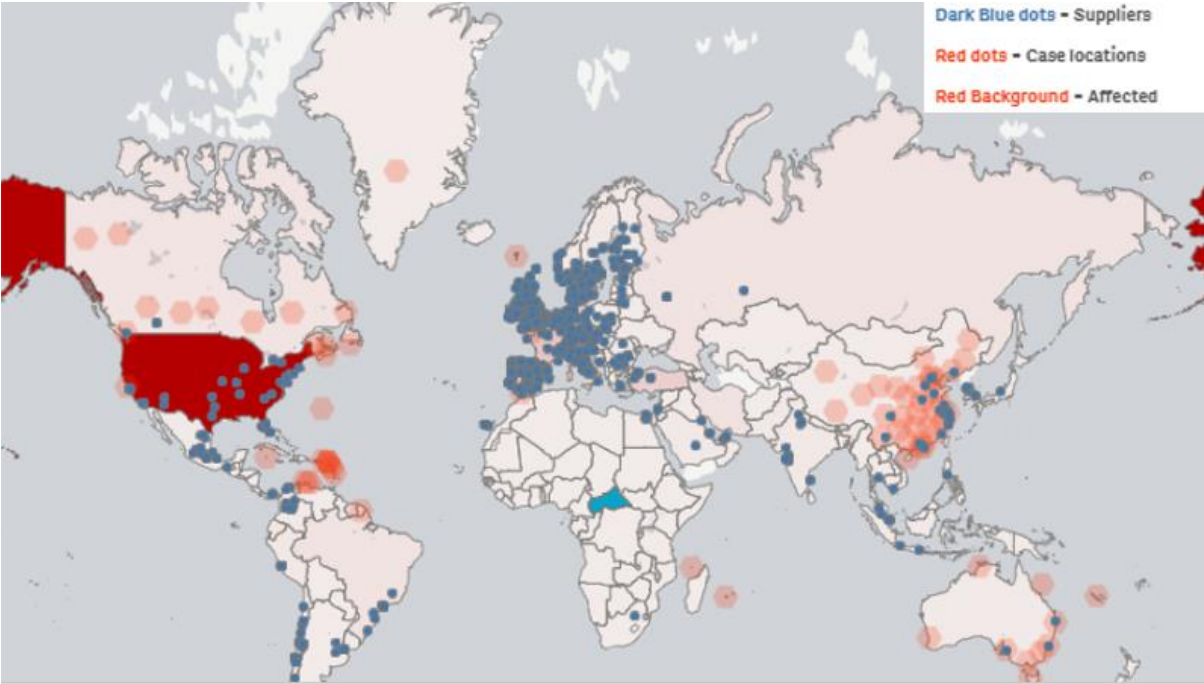 Dark Blue dots - Suppliers
Red dots - Case locations
Red Background - Affected